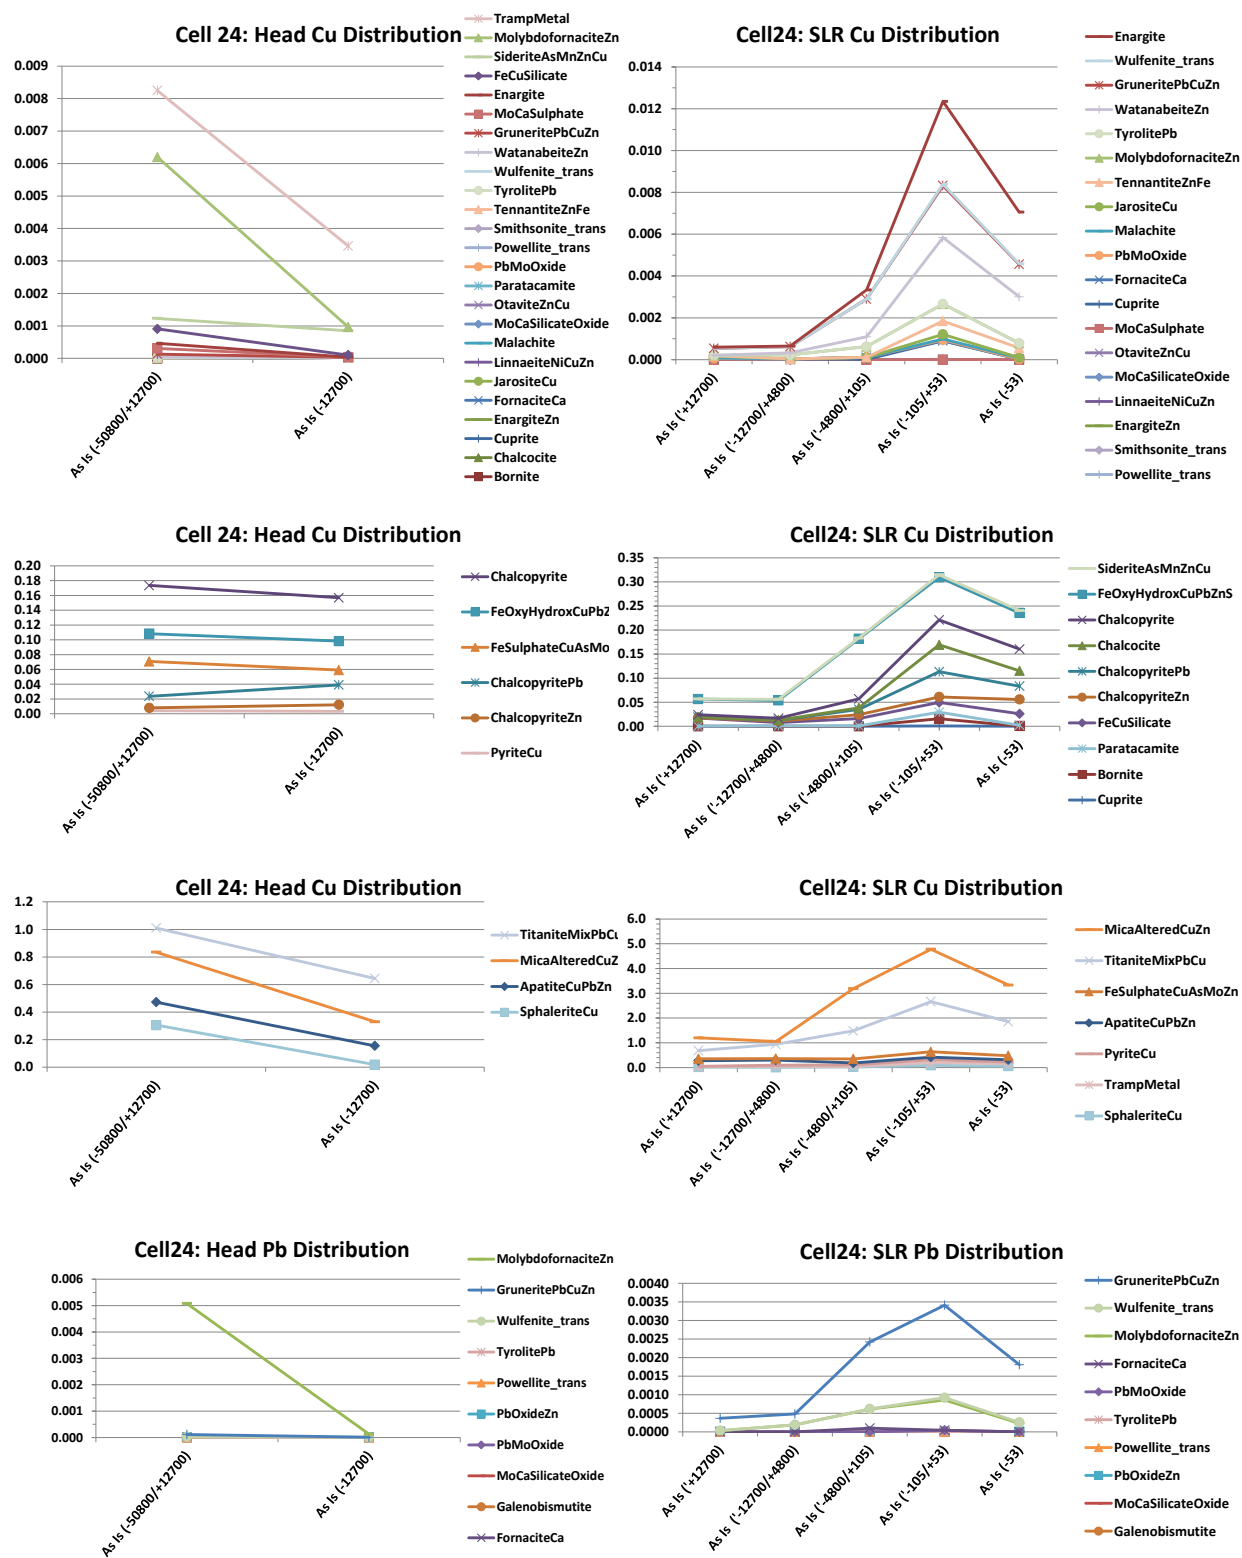 Cell 24: Head Cu Distribution
0.009
0.008
0.007
0.006
0.005
0.004
0.003
0.002
0.001
0.000
As Is (-50800/+12700)
As Is (-12700)
TrampMetal
MolybdofornaciteZn
SideriteAsMnZnCu
FeCuSilicate
Enargite
MoCaSulphate
GruneritePbCuZn
WatanabeiteZn
Wulfenite_trans
TyrolitePb
TennantiteZnFe
Smithsonite_trans
Powellite_trans
PbMoOxide
Paratacamite
OtaviteZnCu
MoCaSilicateOxide
Malachite
LinnaeiteNiCuZn
JarositeCu
FornaciteCa
EnargiteZn
Cuprite
Chalcocite
Bornite
Cell24: SLR Cu Distribution
0.014
0.012
0.010
0.008
0.006
0.004
0.002
0.000
As Is ('+12700)
As Is ('-12700/+4800)
As Is ('-4800/+105)
As Is ('-105/+53)
As Is (-53)
Enargite
Wulfenite_trans
GruneritePbCuZn
WatanabeiteZn
TyrolitePb
MolybdofornaciteZn
TennantiteZnFe
JarositeCu
Malachite
PbMoOxide
FornaciteCa
Cuprite
MoCaSulphate
OtaviteZnCu
MoCaSilicateOxide
LinnaeiteNiCuZn
EnargiteZn
Smithsonite_trans
Powellite_trans
Cell 24: Head Cu Distribution
0.20
0.18
0.16
0.14
0.12
0.10
0.08
0.06
0.04
0.02
0.00
As Is (-50800/+12700)
As Is (-12700)
Chalcopyrite
FeOxyHydroxCuPbZ
FeSulphateCuAsMo
ChalcopyritePb
ChalcopyriteZn
PyriteCu
Cell24: SLR Cu Distribution
0.35
0.30
0.25
0.20
0.15
0.10
0.05
0.00
As Is ('+12700)
As Is ('-12700/+4800)
As Is ('-4800/+105)
As Is ('-105/+53)
As Is (-53)
SideriteAsMnZnCu
FeOxyHydroxCuPbZnS
Chalcopyrite
Chalcocite
ChalcopyritePb
ChalcopyriteZn
FeCuSilicate
Paratacamite
Bornite
Cuprite
Cell 24: Head Cu Distribution
1.2
1.0
0.8
0.6
0.4
0.2
0.0
As Is (-50800/+12700)
As Is (-12700)
TitaniteMixPbCu
MicaAlteredCuZ
ApatiteCuPbZn
SphaleriteCu
Cell24: SLR Cu Distribution
6.0
5.0
4.0
3.0
2.0
1.0
0.0
As Is ('+12700)
As Is ('-12700/+4800)
As Is ('-4800/+105)
As Is ('-105/+53)
As Is (-53)
MicaAlteredCuZn
TitaniteMixPbCu
FeSulphateCuAsMoZn
ApatiteCuPbZn
PyriteCu
TrampMetal
SphaleriteCu
Cell24: Head Pb Distribution
0.006
0.005
0.004
0.003
0.002
0.001
0.000
As Is (-50800/+12700)
As Is (-12700)
MolybdofornaciteZn
GruneritePbCuZn
Wulfenite_trans
TyrolitePb
Powellite_trans
PbOxideZn
PbMoOxide
MoCaSilicateOxide
Galenobismutite
FornaciteCa
Cell24: SLR Pb Distribution
0.0040
0.0035
0.0030
0.0025
0.0020
0.0015
0.0010
0.0005
0.0000
As Is ('+12700)
As Is ('-12700/+4800)
As Is ('-4800/+105)
As Is ('-105/+53)
As Is (-53)
GruneritePbCuZn
Wulfenite_trans
MolybdofornaciteZn
FornaciteCa
PbMoOxide
TyrolitePb
Powellite_trans
PbOxideZn
MoCaSilicateOxide
Galenobismutite